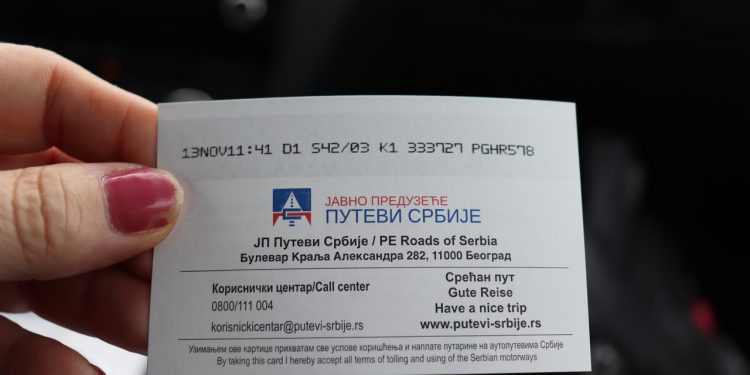 13NOV11:41 D1 S42/03 K1 333727 PGHR578
ЈАВНО ПРЕДУЗЕЋЕ
ПУТЕВИ СРБИЈЕ
ЈП Путеви Србије / PE Roads of Serbia
Булевар Краља Александра 282, 11000 Београд
Кориснички центар/Call center
0800/111 004
korisnickicentar@putevi-srbije.rs
Срећан пут
Gute Reise
Have a nice trip
www.putevi-srbije.rs
Узимањем ове картице прихватам све услове коришћења и наплате путарине на аутопутевима Србије
By taking this card I hereby accept all terms of tolling and using of the Serbian motorways